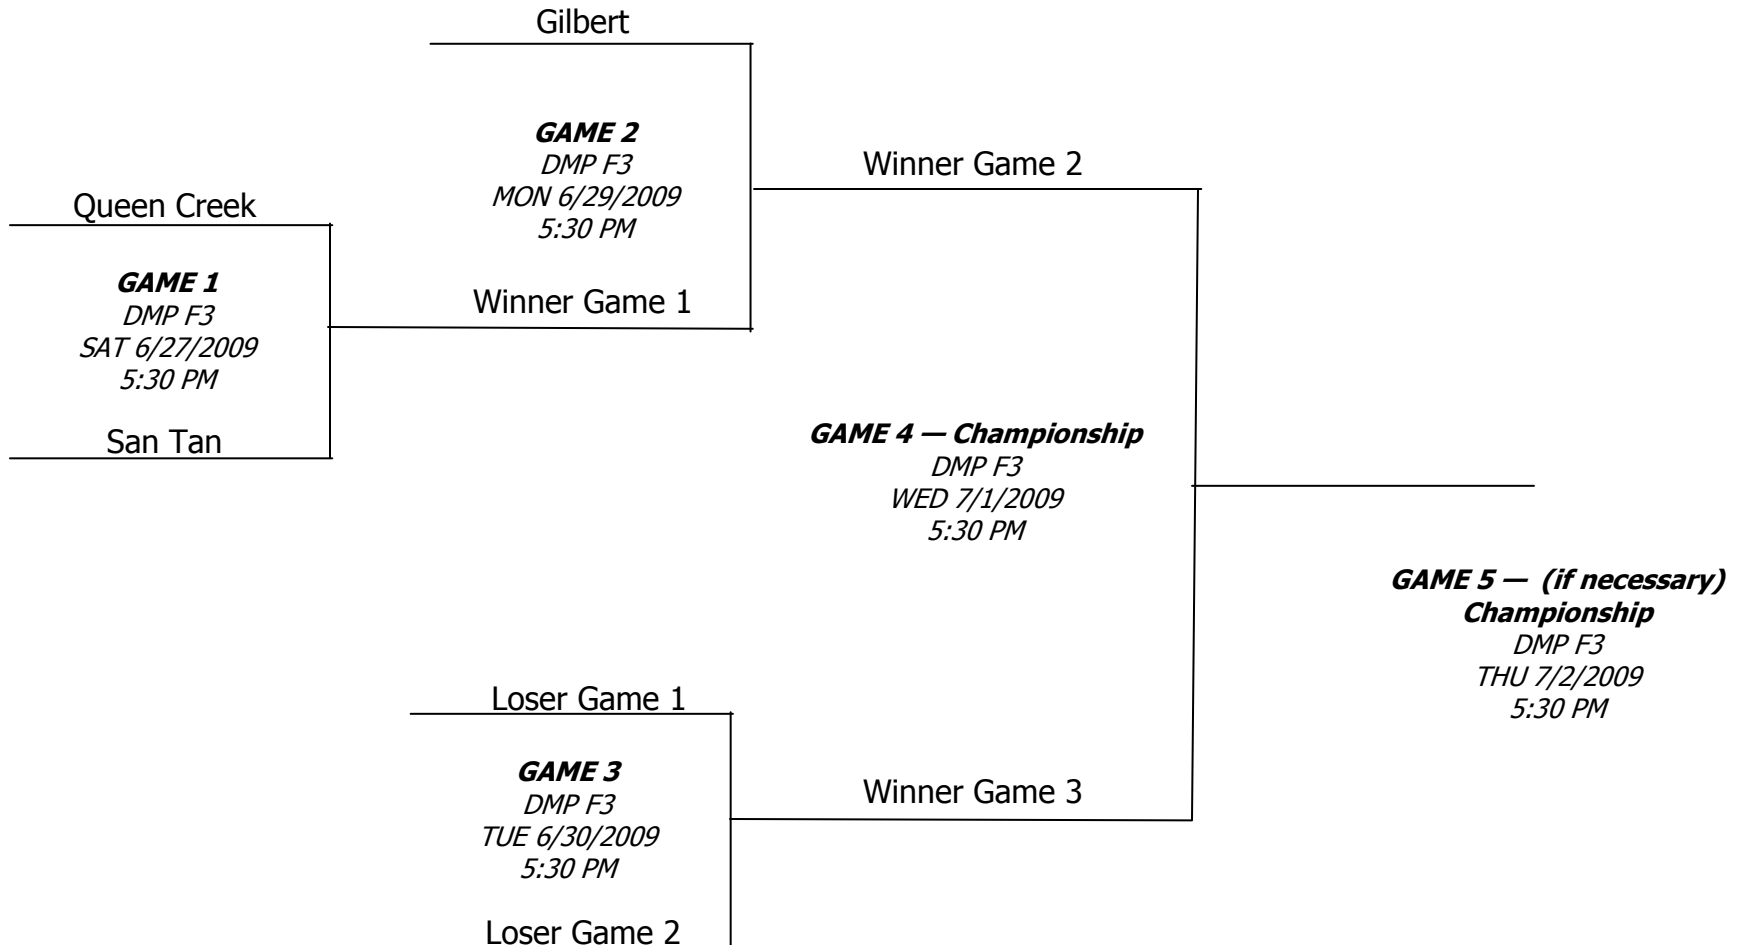 Gilbert
GAME 2
DMP F3
MON 6/29/2009
5:30 PM
Winner Game 2
Queen Creek
GAME 1
DMP F3
SAT 6/27/2009
5:30 PM
Winner Game 1
San Tan
GAME 4 — Championship
DMP F3
WED 7/1/2009
5:30 PM
GAME 5 — (if necessary)
Championship
DMP F3
THU 7/2/2009
5:30 PM
Loser Game 1
GAME 3
DMP F3
TUE 6/30/2009
5:30 PM
Winner Game 3
Loser Game 2